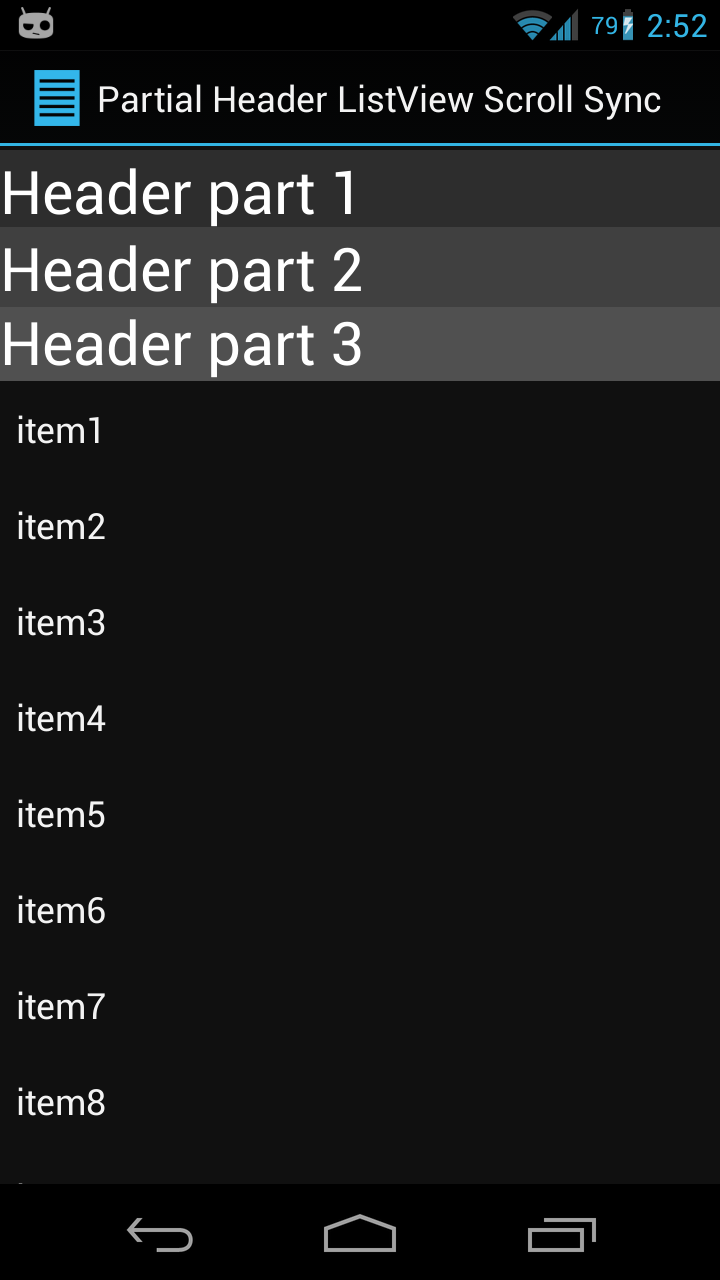 79 2:52
Partial Header ListView Scroll Sync
Header part 1
Header part 2
Header part 3
item1
item2
item3
item4
item5
item6
item7
item8